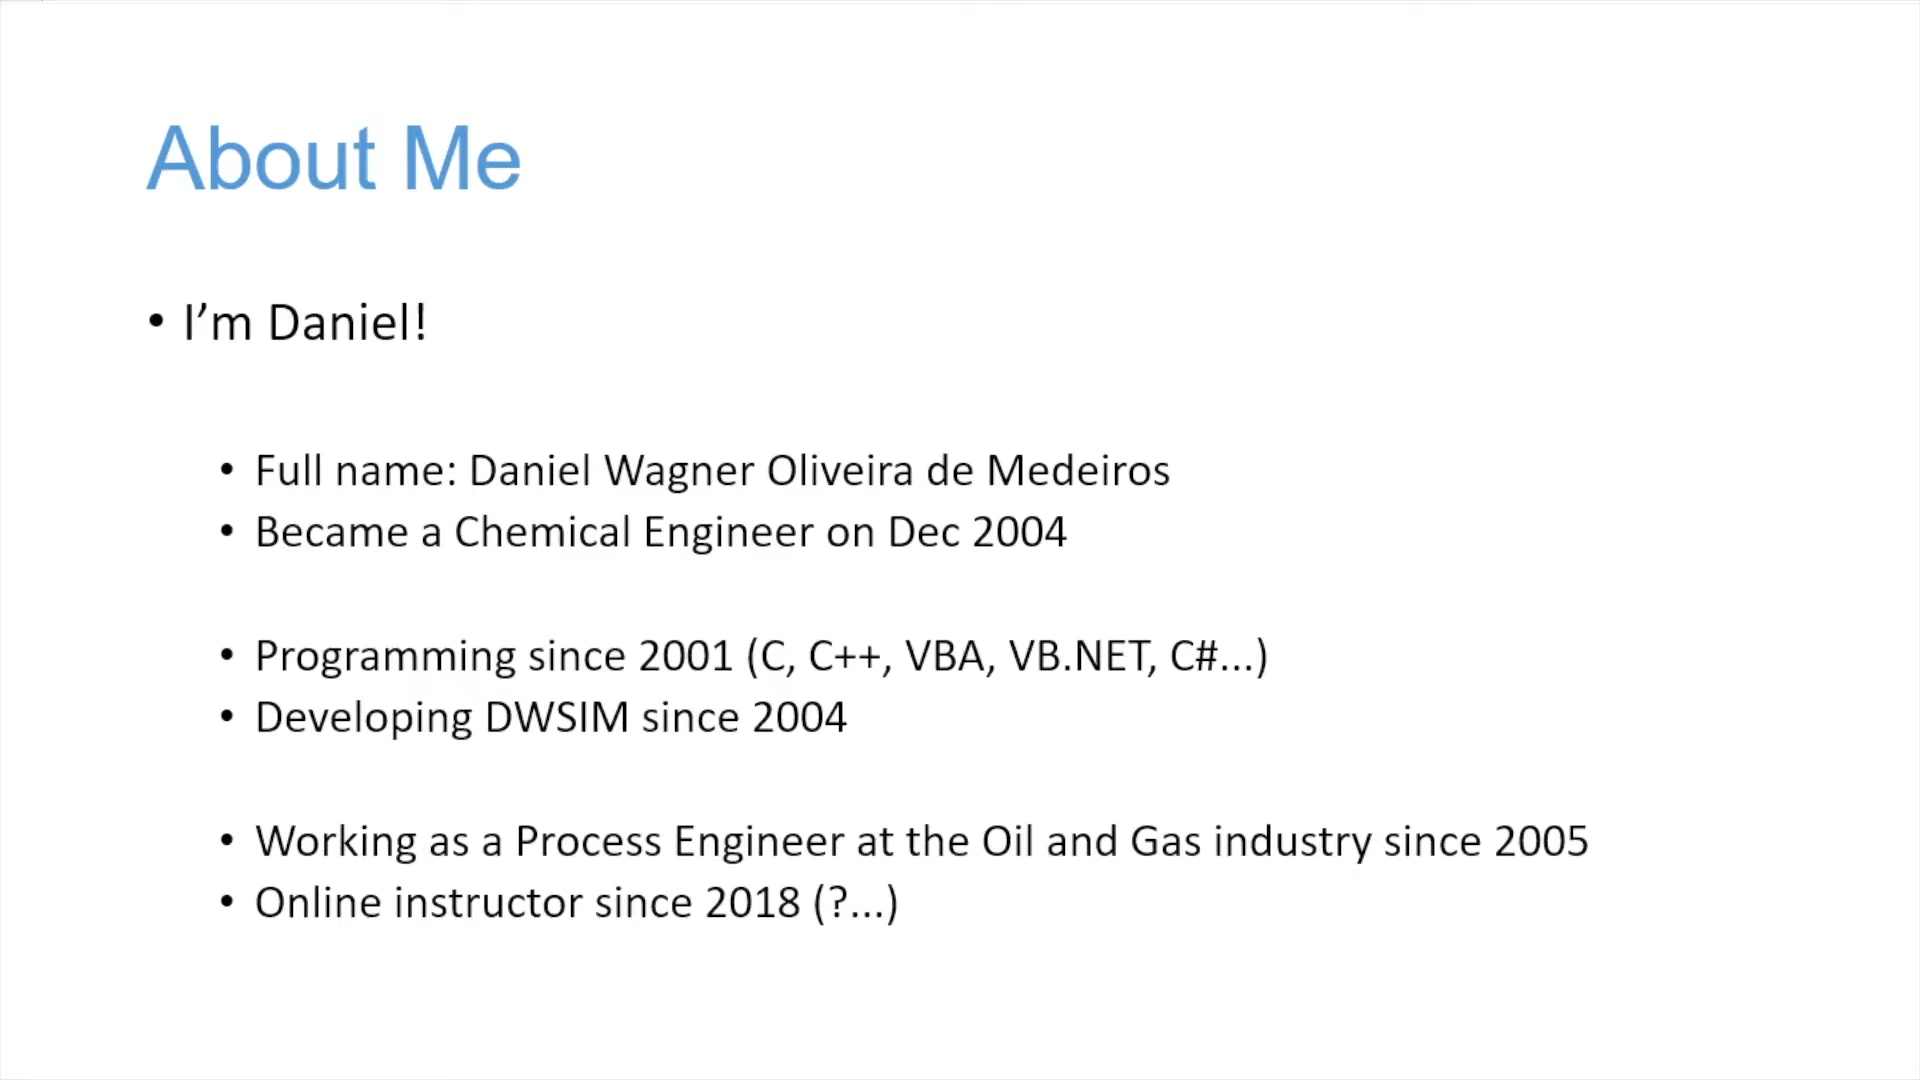 About Me
• I’m Daniel!
• Full name: Daniel Wagner Oliveira de Medeiros
• Became a Chemical Engineer on Dec 2004
• Programming since 2001 (C, C++, VBA, VB.NET, C#...)
• Developing DWSIM since 2004
• Working as a Process Engineer at the Oil and Gas industry since 2005
• Online instructor since 2018 (?...)